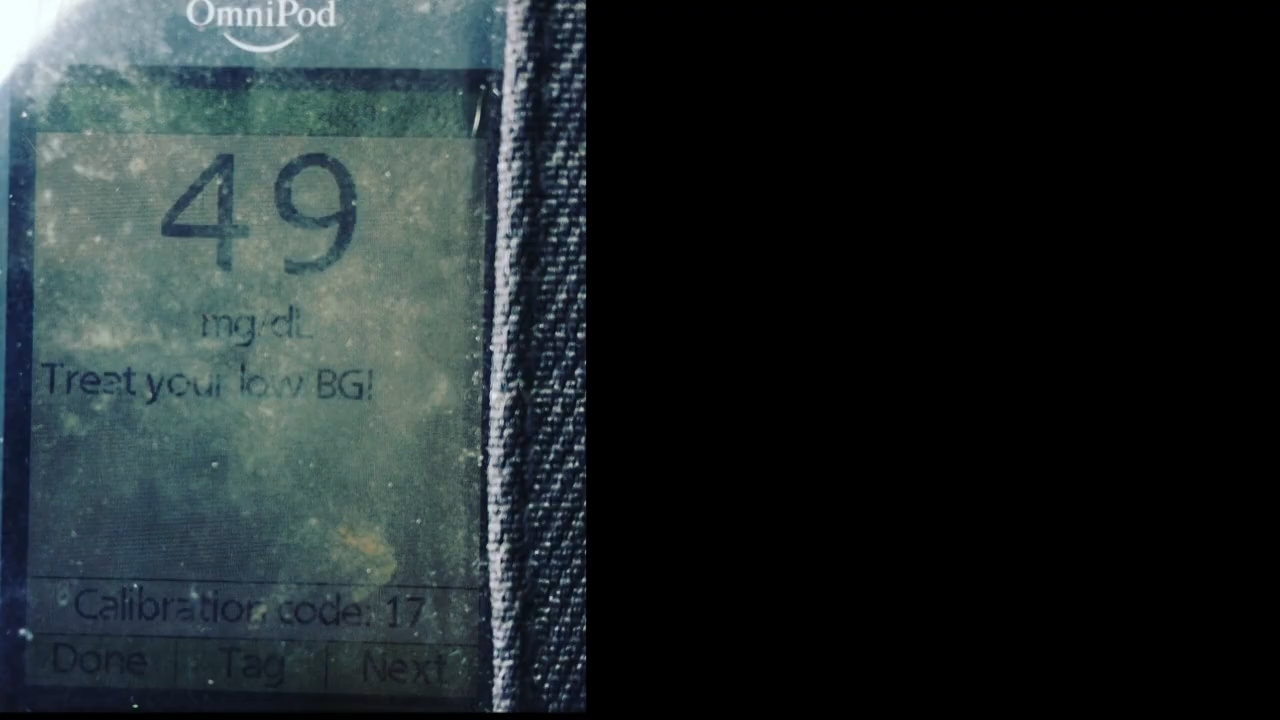 OmniPod
49
mg/dL
Treat your low BG!
Calibration code: 17
Done Tag Next